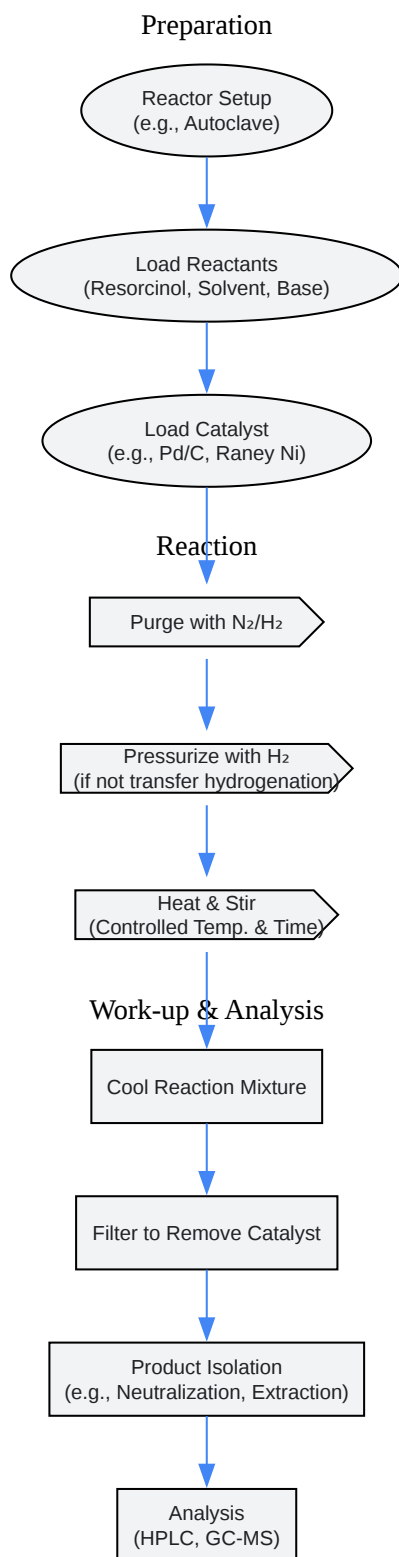 Preparation
Reactor Setup
(e.g., Autoclave)
Load Reactants
(Resorcinol, Solvent, Base)
Load Catalyst
(e.g., Pd/C, Raney Ni)
Reaction
Purge with N₂/H₂
Pressurize with H₂
(if not transfer hydrogenation)
Heat & Stir
(Controlled Temp. & Time)
Work-up & Analysis
Cool Reaction Mixture
Filter to Remove Catalyst
Product Isolation
(e.g., Neutralization, Extraction)
Analysis
(HPLC, GC-MS)